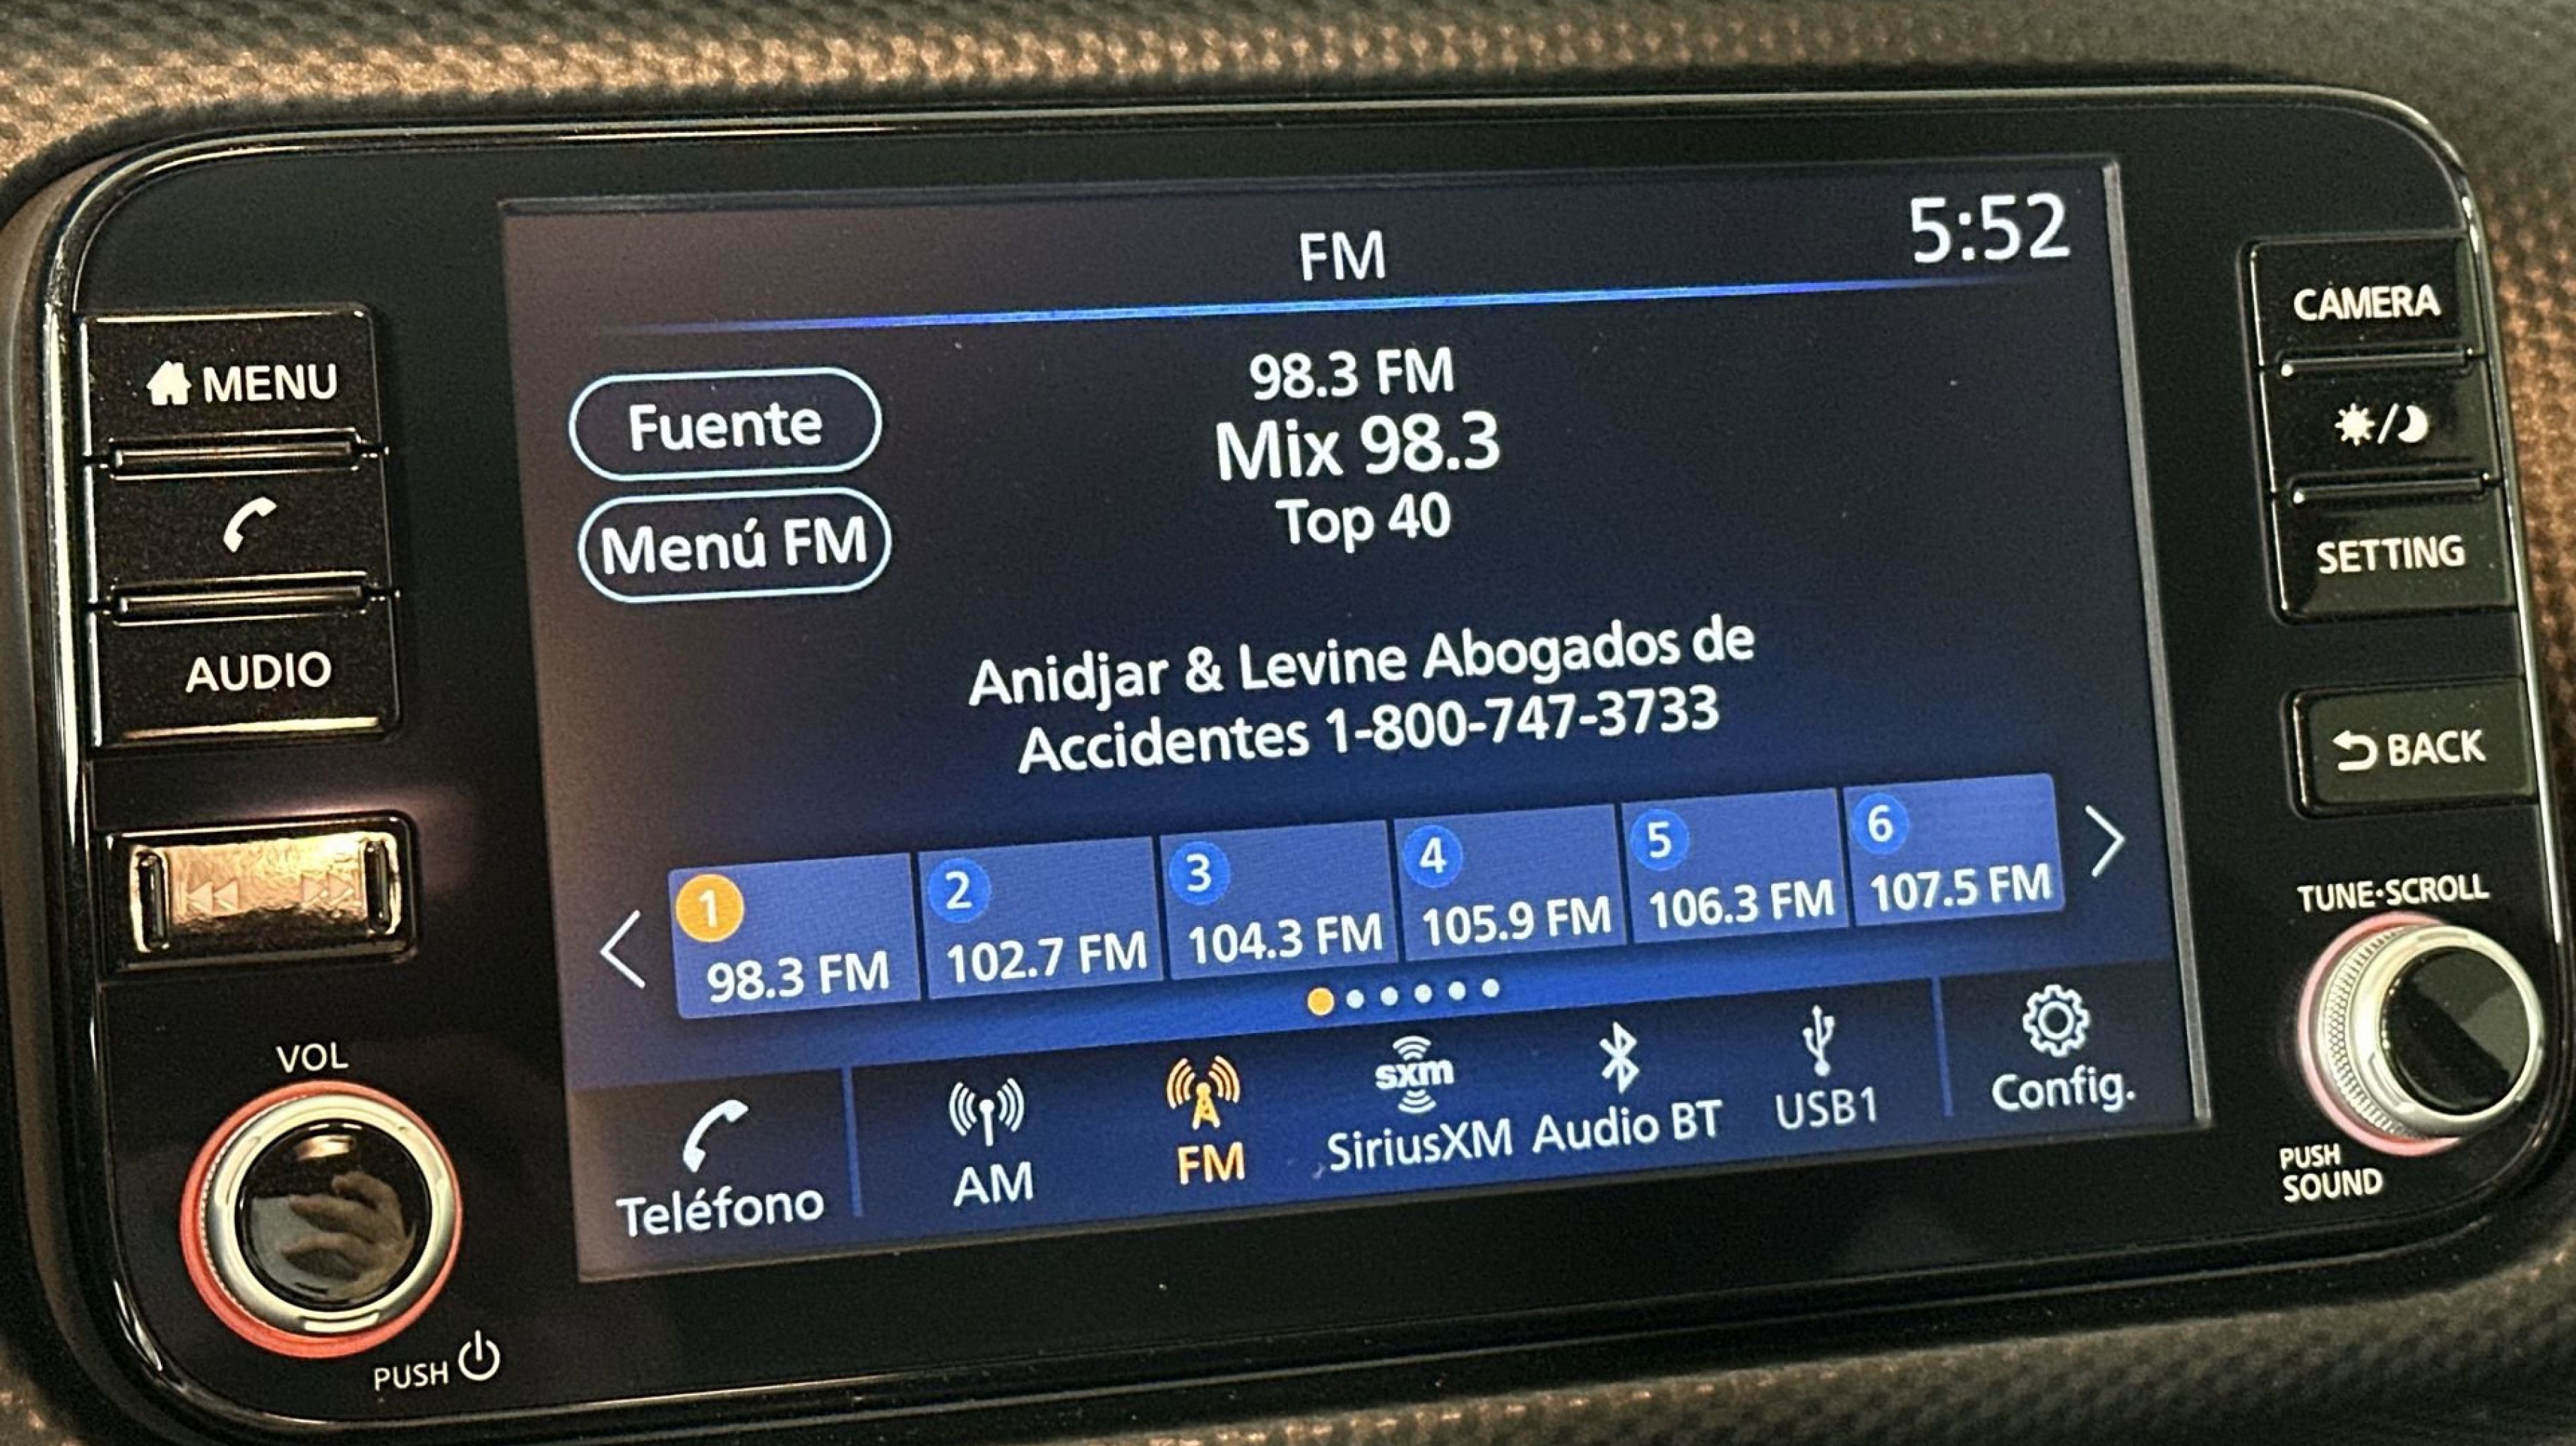 FM
5:52
MENU
AUDIO
VOL
PUSH
Fuente
Menú FM
98.3 FM
Mix 98.3
Top 40
Anidjar & Levine Abogados de
Accidentes 1-800-747-3733
1 2 3 4 5 6
98.3 FM 102.7 FM 104.3 FM 105.9 FM 106.3 FM 107.5 FM
sxm
Teléfono AM FM SiriusXM Audio BT USB1 Config.
CAMERA
SETTING
BACK
TUNE·SCROLL
PUSH
SOUND